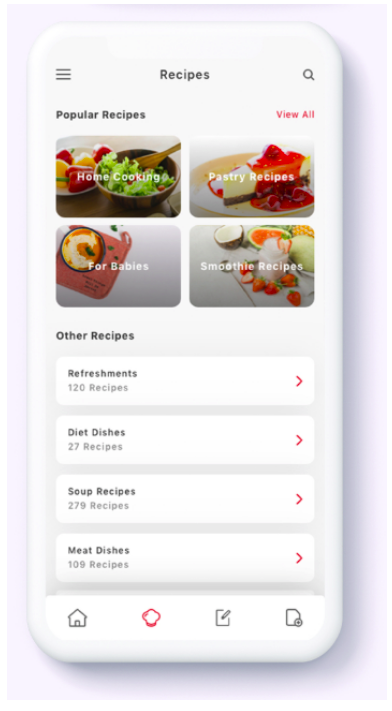 Recipes
Popular Recipes
View All
Home Cooking
Pastry Recipes
For Babies
Smoothie Recipes
Other Recipes
Refreshments
120 Recipes
Diet Dishes
27 Recipes
Soup Recipes
279 Recipes
Meat Dishes
109 Recipes